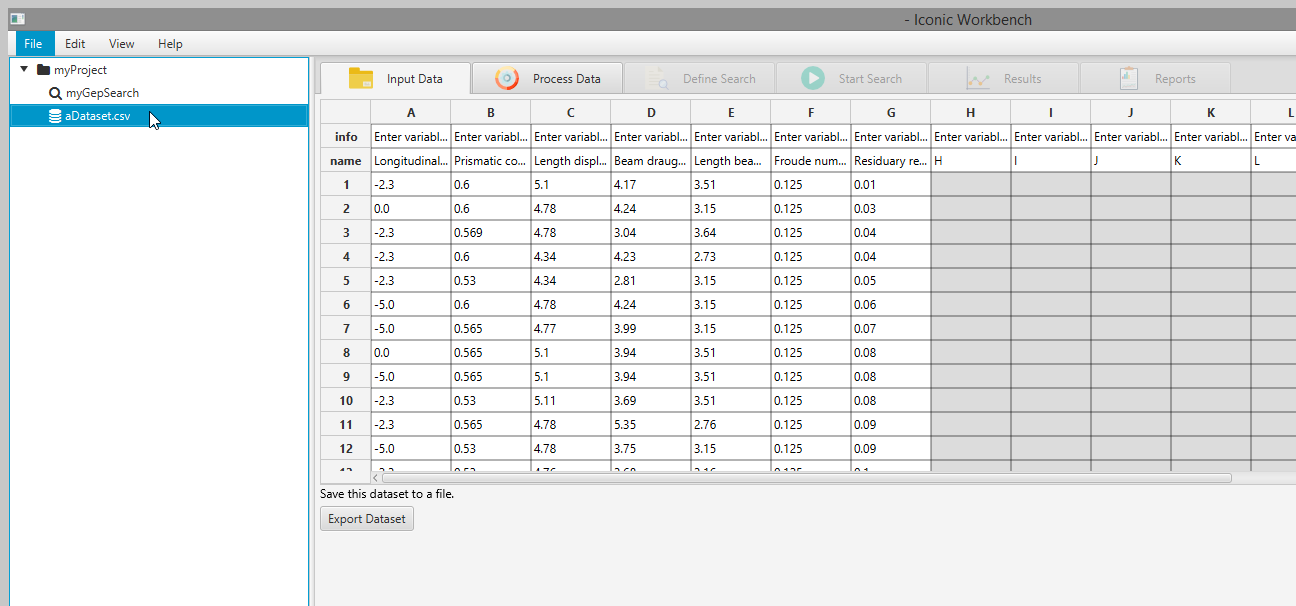 - Iconic Workbench
File Edit View Help
myProject
myGepSearch
aDataset.csv
Input Data Process Data Define Search Start Search Results Reports
A B C D E F G H I J K L
info Enter variabl... Enter variabl... Enter variabl... Enter variabl... Enter variabl... Enter variabl... Enter variabl... Enter variabl... Enter variabl... Enter variabl... Enter variabl... Enter va
name Longitudinal... Prismatic co... Length displ... Beam draug... Length bea... Froude num... Residuary re... H I J K L
1 -2.3 0.6 5.1 4.17 3.51 0.125 0.01
2 0.0 0.6 4.78 4.24 3.15 0.125 0.03
3 -2.3 0.569 4.78 3.04 3.64 0.125 0.04
4 -2.3 0.6 4.34 4.23 2.73 0.125 0.04
5 -2.3 0.53 4.34 2.81 3.15 0.125 0.05
6 -5.0 0.6 4.78 4.24 3.15 0.125 0.06
7 -5.0 0.565 4.77 3.99 3.15 0.125 0.07
8 0.0 0.565 5.1 3.94 3.51 0.125 0.08
9 -5.0 0.565 5.1 3.94 3.51 0.125 0.08
10 -2.3 0.53 5.11 3.69 3.51 0.125 0.08
11 -2.3 0.565 4.78 5.35 2.76 0.125 0.09
12 -5.0 0.53 4.78 3.75 3.15 0.125 0.09
Save this dataset to a file.
Export Dataset